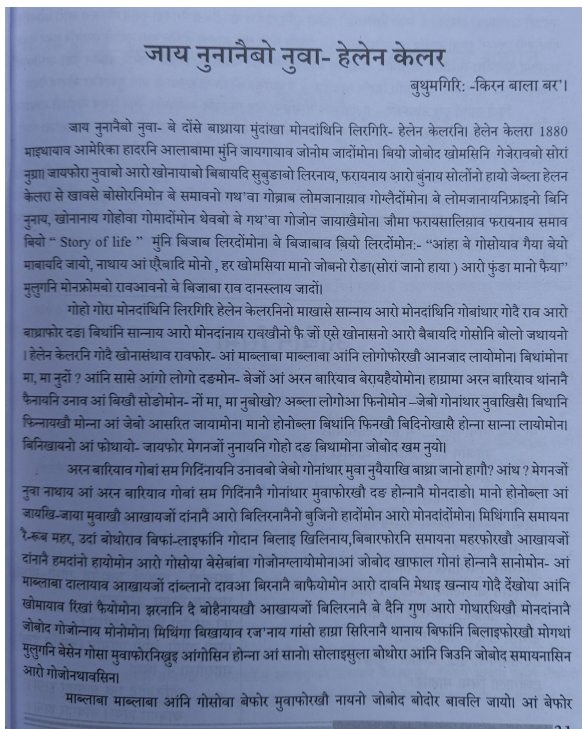 जाय नुनानैबो नुवा- हेलेन केलर
बुथुमगिरि: -किरन बाला बर'।
जाय नुनानैबो नुवा- बे दोंसे बाथ्राया मुंदांखा मोनदांथिनि लिरगिरि- हेलेन केलरनि। हेलेन केलरा 1880
माइथायाव आमेरिका हादरनि आलाबामा मुंनि जायगायाव जोनोम जादोंमोन। बियो जोबोद खोमसिनि गेजेरावबो सोरां
नुग्रा। जायफोरा नुवाबो आरो खोनायाबो बिबायदि सुबुङाबो लिरनाय, फरायनाय आरो बुंनाय सोलोंनो हायो जेब्ला हेलन
केलरा से खावसे बोसोरनिमोन बे समावनो गथ'वा गोब्राब लोमजानायाव गोग्लैदोंमोन। बे लोमजानायनिफ्राइनो बिनि
नुनाय, खोनानाय गोहोवा गोमादोंमोन थेवबो बे गथ'वा गोजोन जायाखैमोन। जौमा फरायसालियाव फरायनाय समाव
बियो " Story of life " मुंनि बिजाब लिरदोंमोन। बे बिजाबाव बियो लिरदोंमोन:- "आंहा बे गोसोयाव गैया बेयो
माबायदि जायो, नाथाय आं एरैबादि मोनो , हर खोमसिया मानो जोबनो रोङा(सोरां जानो हाया ) आरो फुंङा मानो फैया"
मुलुगनि मोनफ्रोमबो रावआवनो बे बिजाबा राव दानस्लाय जादों।
गोहो गोरा मोनदांथिनि लिरगिरि हेलेन केलरनिनो माखासे सान्नाय आरो मोनदांथिनि गोबांथार गोदै राव आरो
बाथ्राफोर दङ। बिथांनि सान्नाय आरो मोनदांनाय रावखौनो फै जों एसे खोनासनो आरो बैबायदि गोसोनि बोलो जथायनो
। हेलेन केलरनि गोदै खोनासंथाव रावफोर- आं माब्लाबा माब्लाबा आंनि लोगोफोरखौ आनजाद लायोमोन। बिथांमोना
मा, मा नुदों ? आंनि सासे आंगो लोगो दङमोन- बेजों आं अरन बारियाव बेरायहैयोमोन। हाग्रामा अरन बारियाव थांनानै
फैनायनि उनाव आं बिखौ सोङोमोन- नों मा, मा नुबोखो? अब्ला लोगोआ फिनोमोन –जेबो गोनांथार नुवाखिसै। बिथानि
फिन्नायखौ मोन्ना आं जेबो आसरित जायामोन। मानो होनोब्ला बिथांनि फिनखौ बिदिनोखासै होन्ना सान्ना लायोमोन।
बिनिखायनो आं फोथायो- जायफोर मेगनजों नुनायनि गोहो दङ बिथामोना जोबोद खम नुयो।
अरन बारियाव गोबां सम गिदिंनायनि उनावबो जेबो गोनांथार मुवा नुयैयाखि बाथ्रा जानो हागौ? आंथ ? मेगनजों
नुवा नाथाय आं अरन बारियाव गोबां सम गिदिंनानै गोनांथार मुवाफोरखौ दङ होन्नानै मोनदाङो। मानो होनोब्ला आं
जायखि-जाया मुवाखौ आखायजों दांनानै आरो बिलिरनानैनो बुजिनो हादोंमोन आरो मोनदांदोंमोन। मिथिंगानि समायना
रै-रूब महर, उदां बोथोराव बिफां-लाइफांनि गोदान बिलाइ खिलिनाय,बिबारफोरनि समायना महरफोरखौ आखायजों
दांनानै हमदांनो हायोमोन आरो गोसोया बेसेबांबा गोजोनग्लायोमोन।आं जोबोद खाफाल गोनां होन्नानै सानोमोन- आं
माब्लाबा दालायाव आखायजों दांब्लानो दावआ बिरनानै बाफैयोमोन आरो दावनि मेथाइ खन्नाय गोदै देंखोया आंनि
खोमायाव रिखां फैयोमोन। झरनानि दै बोहैनायखौ आखायजों बिलिरनानै बे दैनि गुण आरो गोथारथिखौ मोनदांनानै
जोबोद गोजोन्नाय मोनोमोन। मिथिंगा बिखायाव रज'नाय गांसो हाग्रा सिरिनानै थानाय बिफांनि बिलाइफोरखौ मोगथां
मुलुगनि बेसेन गोसा मुवाफोरनिख्रुइ आंगोसिन होन्ना आं सानो। सोलाइसुला बोथोरा आंनि जिउनि जोबोद समायनासिन
आरो गोजोनथावसिन।
माब्लाबा माब्लाबा आंनि गोसोवा बेफोर मुवाफोरखौ नायनो जोबोद बोदोर बावलि जायो। आं बेफोर